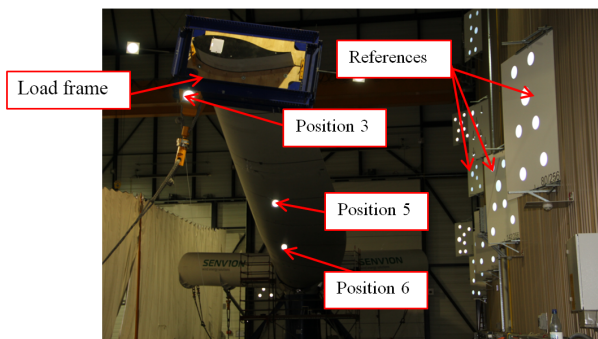 References
Load frame
Position 3
Position 5
SENVION
SENVION
Position 6